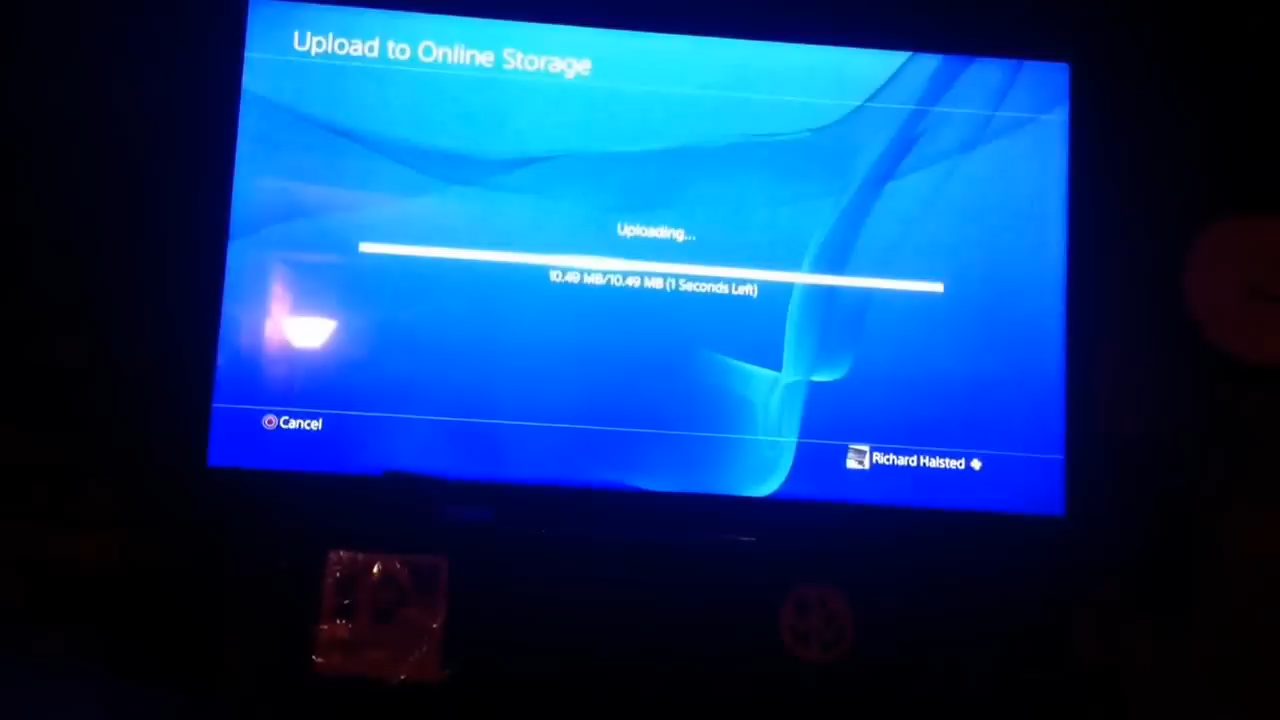 Upload to Online Storage
Uploading...
10.49 MB/10.49 MB (1 Seconds Left)
Cancel
Richard Halsted